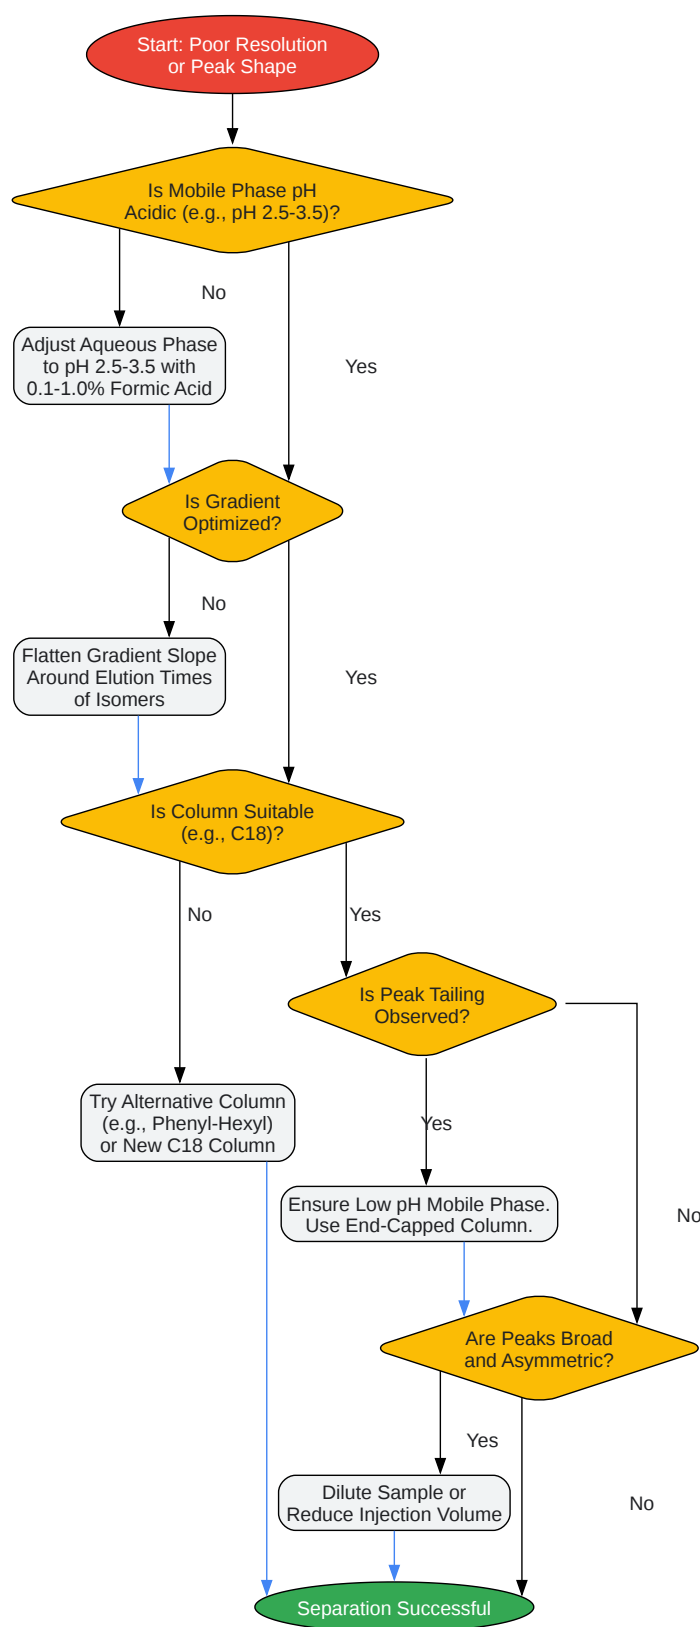 Start: Poor Resolution
or Peak Shape
Is Mobile Phase pH
Acidic (e.g., pH 2.5-3.5)?
No
Adjust Aqueous Phase
to pH 2.5-3.5 with
0.1-1.0% Formic Acid
Yes
Is Gradient
Optimized?
No
Flatten Gradient Slope
Around Elution Times
of Isomers
Yes
Is Column Suitable
(e.g., C18)?
No
Yes
Is Peak Tailing
Observed?
Try Alternative Column
(e.g., Phenyl-Hexyl)
or New C18 Column
Yes
Ensure Low pH Mobile Phase.
Use End-Capped Column.
No
Are Peaks Broad
and Asymmetric?
Yes
Dilute Sample or
Reduce Injection Volume
No
Separation Successful